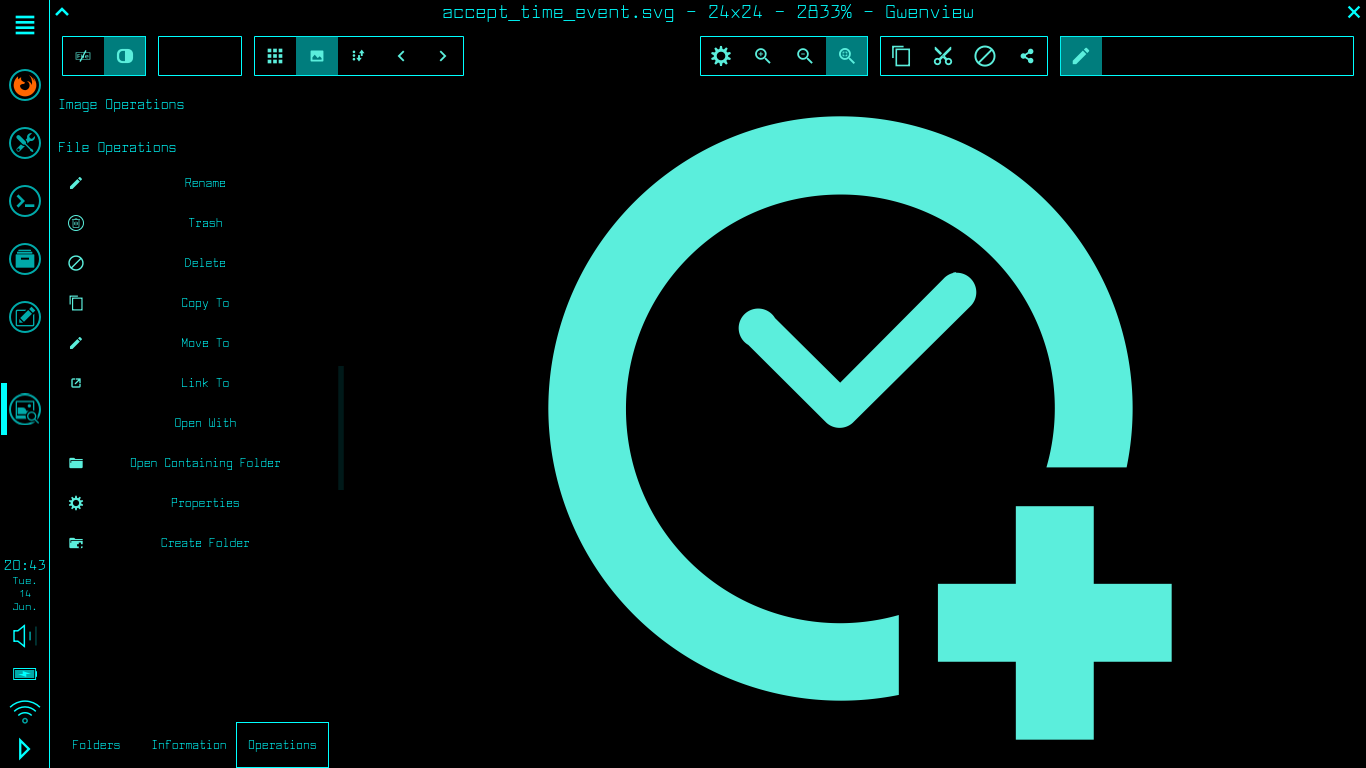 accept_time_event.svg - 24x24 - 2833% - Gwenview
Image Operations
File Operations
Rename
Trash
Delete
Copy To
Move To
Link To
Open With
Open Containing Folder
Properties
Create Folder
20:43
Tue.
14
Jun.
Folders
Information
Operations